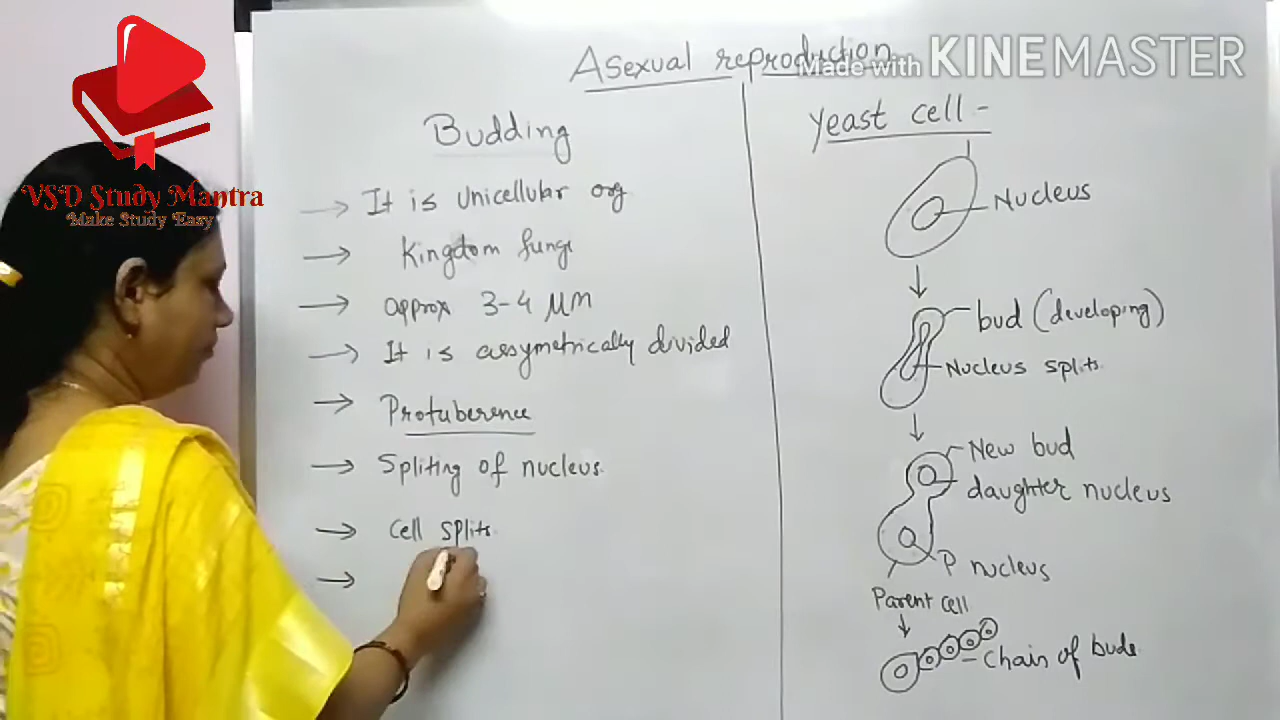 Asexual reproduction
Made with KINEMASTER
VSD Study Mantra
Make Study Easy
Budding
→ It is Unicellular org
→ Kingdom fungi
→ approx 3-4 μm
→ It is assymetrically divided
→ Protuberence
→ Spliting of nucleus.
→ Cell splits
→
Yeast cell -
Nucleus
bud (developing)
Nucleus splits.
New bud
daughter nucleus
P nucleus
Parent Cell
Chain of buds